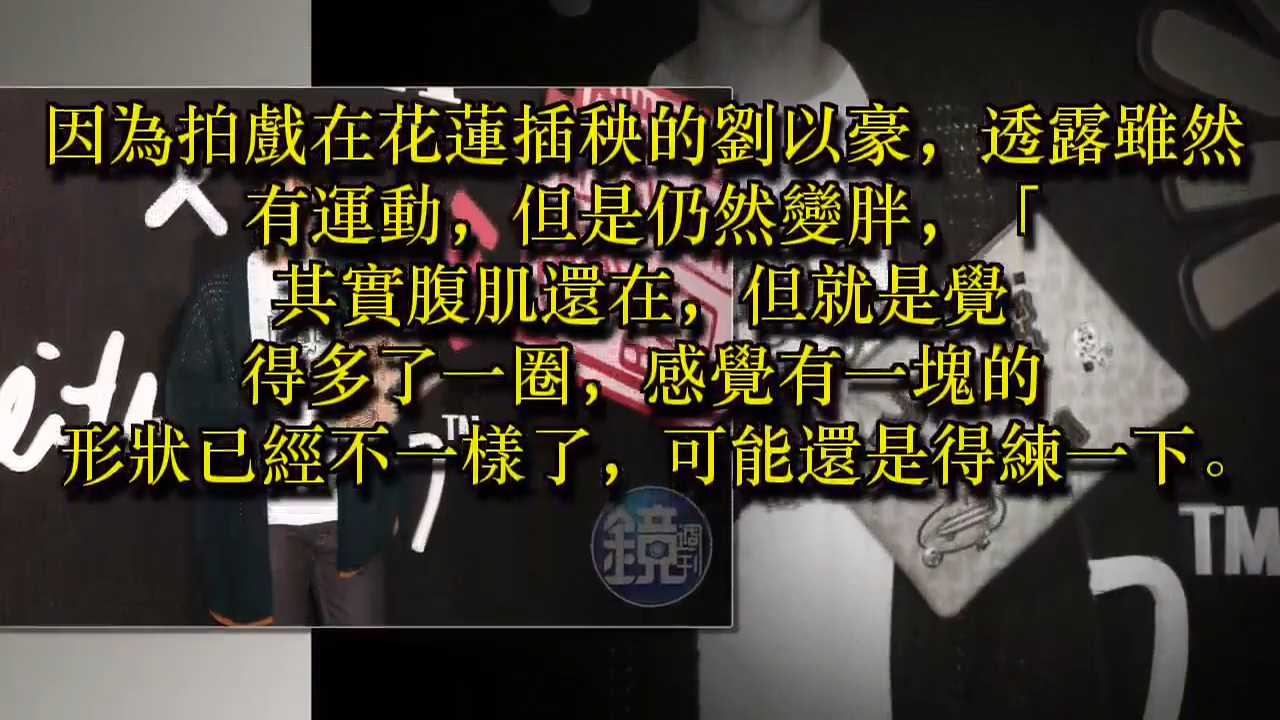 因為拍戲在花蓮插秧的劉以豪，透露雖然
有運動，但是仍然變胖，「
其實腹肌還在，但就是覺
得多了一圈，感覺有一塊的
形狀已經不一樣了，可能還是得練一下。
TM
鏡週刊
TM